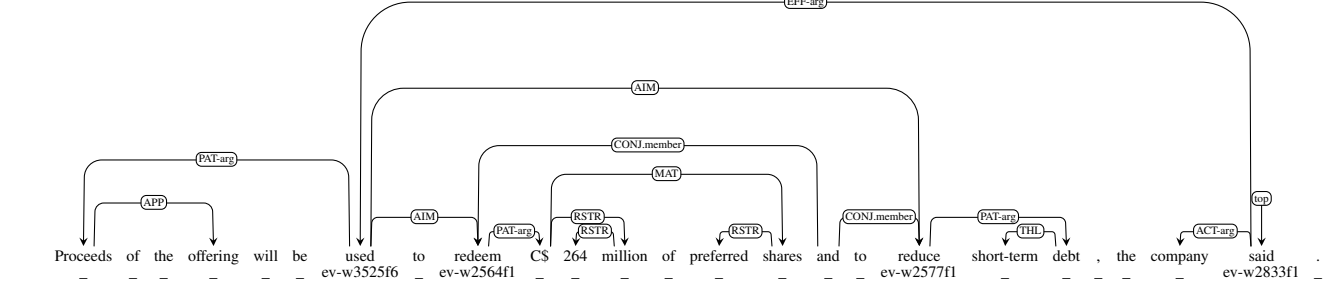 EFF-arg
AIM
CONJ.member
PAT-arg
MAT
APP
top
AIM RSTR CONJ.member PAT-arg
PAT-arg RSTR RSTR THL ACT-arg
Proceeds of the offering will be used to redeem C$ 264 million of preferred shares and to reduce short-term debt , the company said .
_ _ _ _ _ _ ev-w3525f6 _ ev-w2564f1 _ _ _ _ _ _ _ _ ev-w2577f1 _ _ _ _ _ ev-w2833f1 _